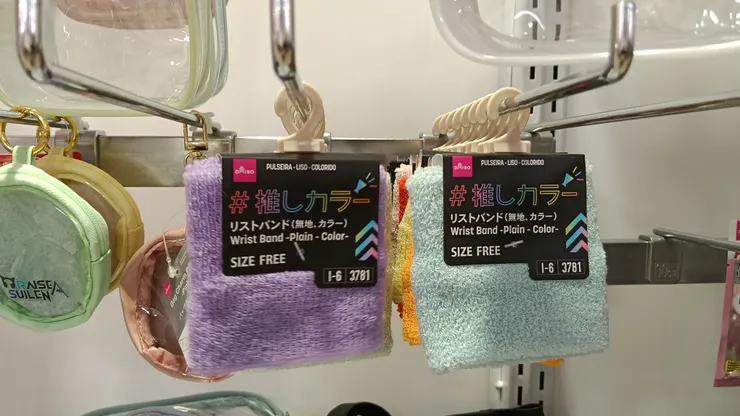 DAISO
PULSEIRA - LISO - COLORIDO
#推しカラー
リストバンド(無地、カラー)
Wrist Band -Plain - Color-
SIZE FREE
I-6 3781
DAISO
PULSEIRA - LISO - COLORIDO
#推しカラー
リストバンド(無地、カラー)
Wrist Band -Plain - Color-
SIZE FREE
I-6 3781
RAISE A
SUILEN